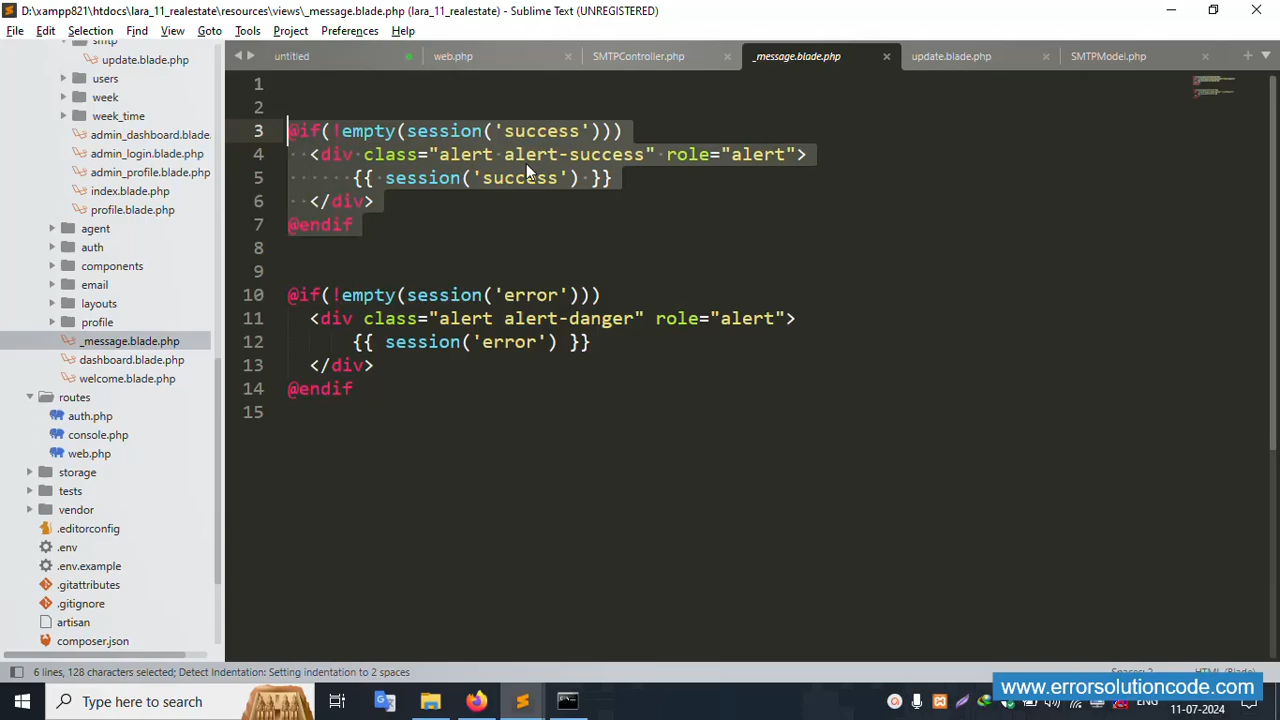 D:\xampp821\htdocs\lara_11_realestate\resources\views\_message.blade.php (lara_11_realestate) - Sublime Text (UNREGISTERED)
File Edit Selection Find View Goto Tools Project Preferences Help
untitled web.php SMTPController.php _message.blade.php update.blade.php SMTPModel.php
smtp
update.blade.php
users
week
week_time
admin_dashboard.blade.
admin_login.blade.php
admin_profile.blade.php
index.blade.php
profile.blade.php
agent
auth
components
email
layouts
profile
_message.blade.php
dashboard.blade.php
welcome.blade.php
routes
auth.php
console.php
web.php
storage
tests
vendor
.editorconfig
.env
.env.example
.gitattributes
.gitignore
artisan
composer.json
1
2
3 @if(!empty(session('success')))
4 <div class="alert alert-success" role="alert">
5 {{ session('success') }}
6 </div>
7 @endif
8
9
10 @if(!empty(session('error')))
11 <div class="alert alert-danger" role="alert">
12 {{ session('error') }}
13 </div>
14 @endif
15
6 lines, 128 characters selected; Detect Indentation: Setting indentation to 2 spaces
www.errorsolutioncode.com
Type here to search
ENG
11-07-2024